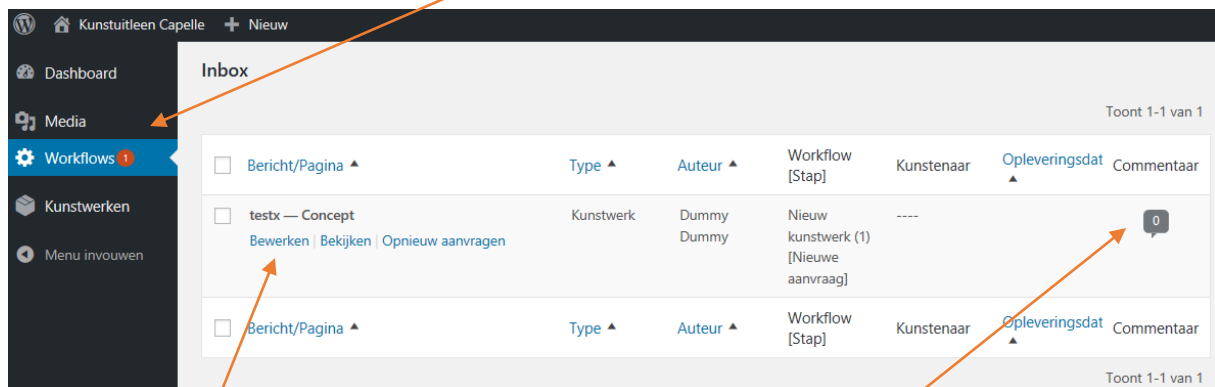 Kunstuitleen Capelle + Nieuw
Dashboard
Media
Workflows 1
Kunstwerken
Menu invouwen
Inbox
Toont 1-1 van 1
Bericht/Pagina ▲ Type ▲ Auteur ▲ Workflow [Stap] Kunstenaar Opleveringsdat ▲ Commentaar
testx — Concept Kunstwerk Dummy Dummy Nieuw kunstwerk (1) [Nieuwe aanvraag] ---- 0
Bewerken | Bekijken | Opnieuw aanvragen
Bericht/Pagina ▲ Type ▲ Auteur ▲ Workflow [Stap] Kunstenaar Opleveringsdat ▲ Commentaar
Toont 1-1 van 1